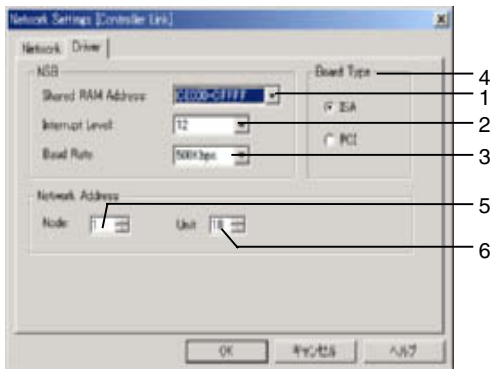 Network Settings [Controller Link]
Network Driver
NSB
Board Type
4
Shared RAM Address:
1
ISA
Interrupt Level:
12
2
PCI
Baud Rate:
500Kbps
3
Network Address
Node:
1
Unit:
5
6
OK キャンセル ヘルプ